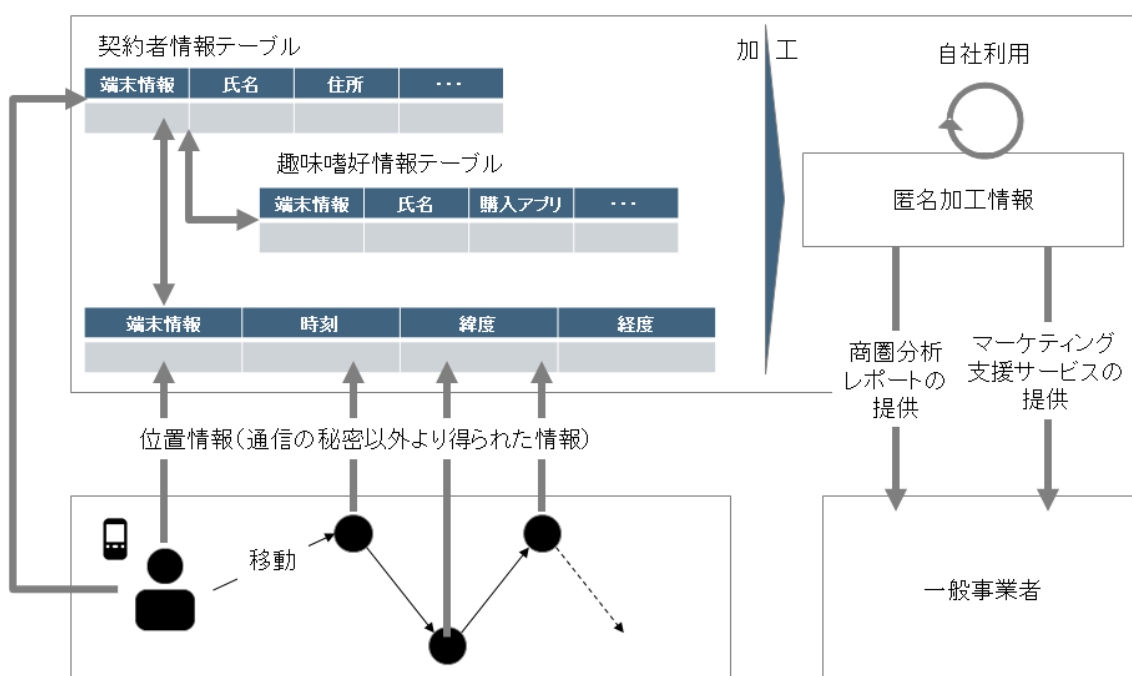 契約者情報テーブル
端末情報 氏名 住所 ･･･
趣味嗜好情報テーブル
端末情報 氏名 購入アプリ ･･･
端末情報 時刻 緯度 経度
位置情報（通信の秘密以外より得られた情報）
移動
加工
自社利用
匿名加工情報
商圏分析
レポートの
提供
マーケティング
支援サービスの
提供
一般事業者